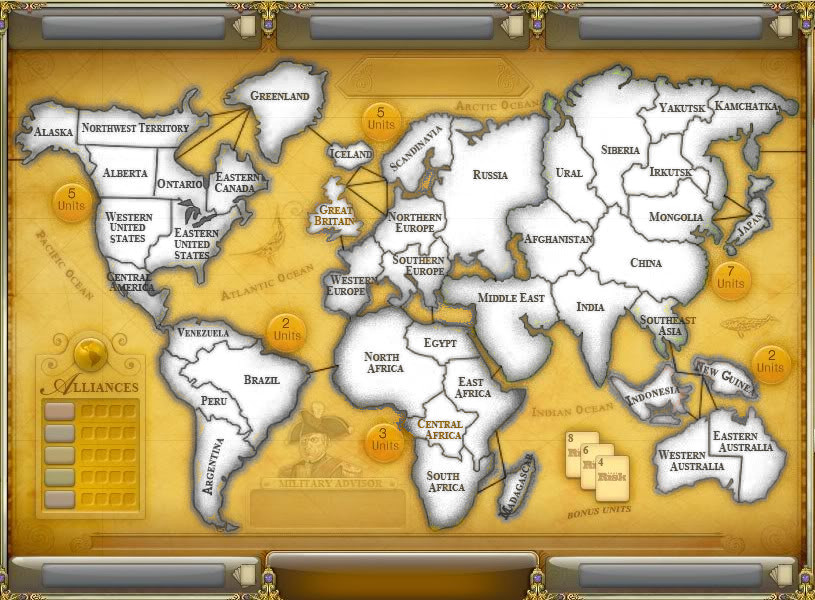 GREENLAND
5
Units
ARCTIC OCEAN
YAKUTSK
KAMCHATKA
ALASKA
NORTHWEST TERRITORY
ICELAND
SCANDINAVIA
SIBERIA
ALBERTA
ONTARIO
EASTERN
CANADA
RUSSIA
URAL
IRKUTSK
5
Units
WESTERN
UNITED
STATES
EASTERN
UNITED
STATES
GREAT
BRITAIN
NORTHERN
EUROPE
MONGOLIA
JAPAN
AFGHANISTAN
PACIFIC OCEAN
CENTRAL
AMERICA
ATLANTIC OCEAN
WESTERN
EUROPE
SOUTHERN
EUROPE
CHINA
7
Units
MIDDLE EAST
INDIA
SOUTHEAST
ASIA
VENEZUELA
2
Units
EGYPT
NORTH
AFRICA
2
Units
ALLIANCES
BRAZIL
PERU
EAST
AFRICA
INDONESIA
NEW GUINEA
INDIAN OCEAN
CENTRAL
AFRICA
3
Units
ARGENTINA
SOUTH
AFRICA
MADAGASCAR
8
6
4
Risk
BONUS UNITS
WESTERN
AUSTRALIA
EASTERN
AUSTRALIA
MILITARY ADVISOR